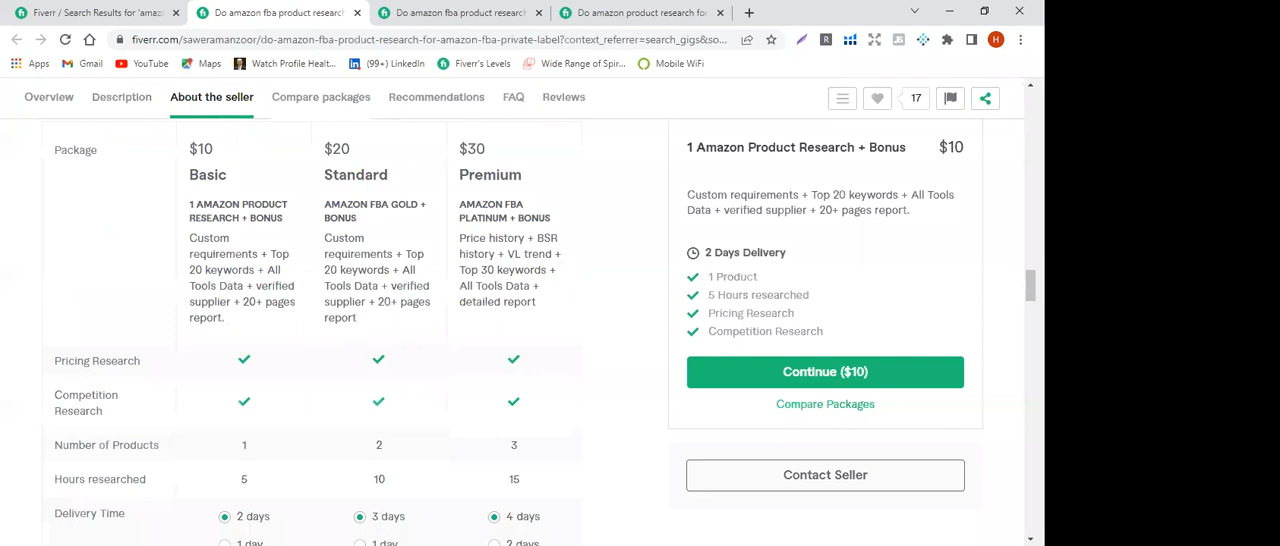 Fiverr / Search Results for 'amaz
Do amazon fba product research
Do amazon fba product research
Do amazon product research for
fiverr.com/saweramanzoor/do-amazon-fba-product-research-for-amazon-fba-private-label?context_referrer=search_gigs&so...
Apps
Gmail
YouTube
Maps
Watch Profile Healt...
(99+) LinkedIn
Fiverr's Levels
Wide Range of Spir...
Mobile WiFi
Overview
Description
About the seller
Compare packages
Recommendations
FAQ
Reviews
17
Package
$10
Basic
1 AMAZON PRODUCT
RESEARCH + BONUS
Custom
requirements + Top
20 keywords + All
Tools Data + verified
supplier + 20+ pages
report.
$20
Standard
AMAZON FBA GOLD +
BONUS
Custom
requirements + Top
20 keywords + All
Tools Data + verified
supplier + 20+ pages
report
$30
Premium
AMAZON FBA
PLATINUM + BONUS
Price history + BSR
history + VL trend +
Top 30 keywords +
All Tools Data +
detailed report
Pricing Research
Competition
Research
Number of Products
1
2
3
Hours researched
5
10
15
Delivery Time
2 days
3 days
4 days
1 day
1 day
2 days
1 Amazon Product Research + Bonus
$10
Custom requirements + Top 20 keywords + All Tools
Data + verified supplier + 20+ pages report.
2 Days Delivery
1 Product
5 Hours researched
Pricing Research
Competition Research
Continue ($10)
Compare Packages
Contact Seller